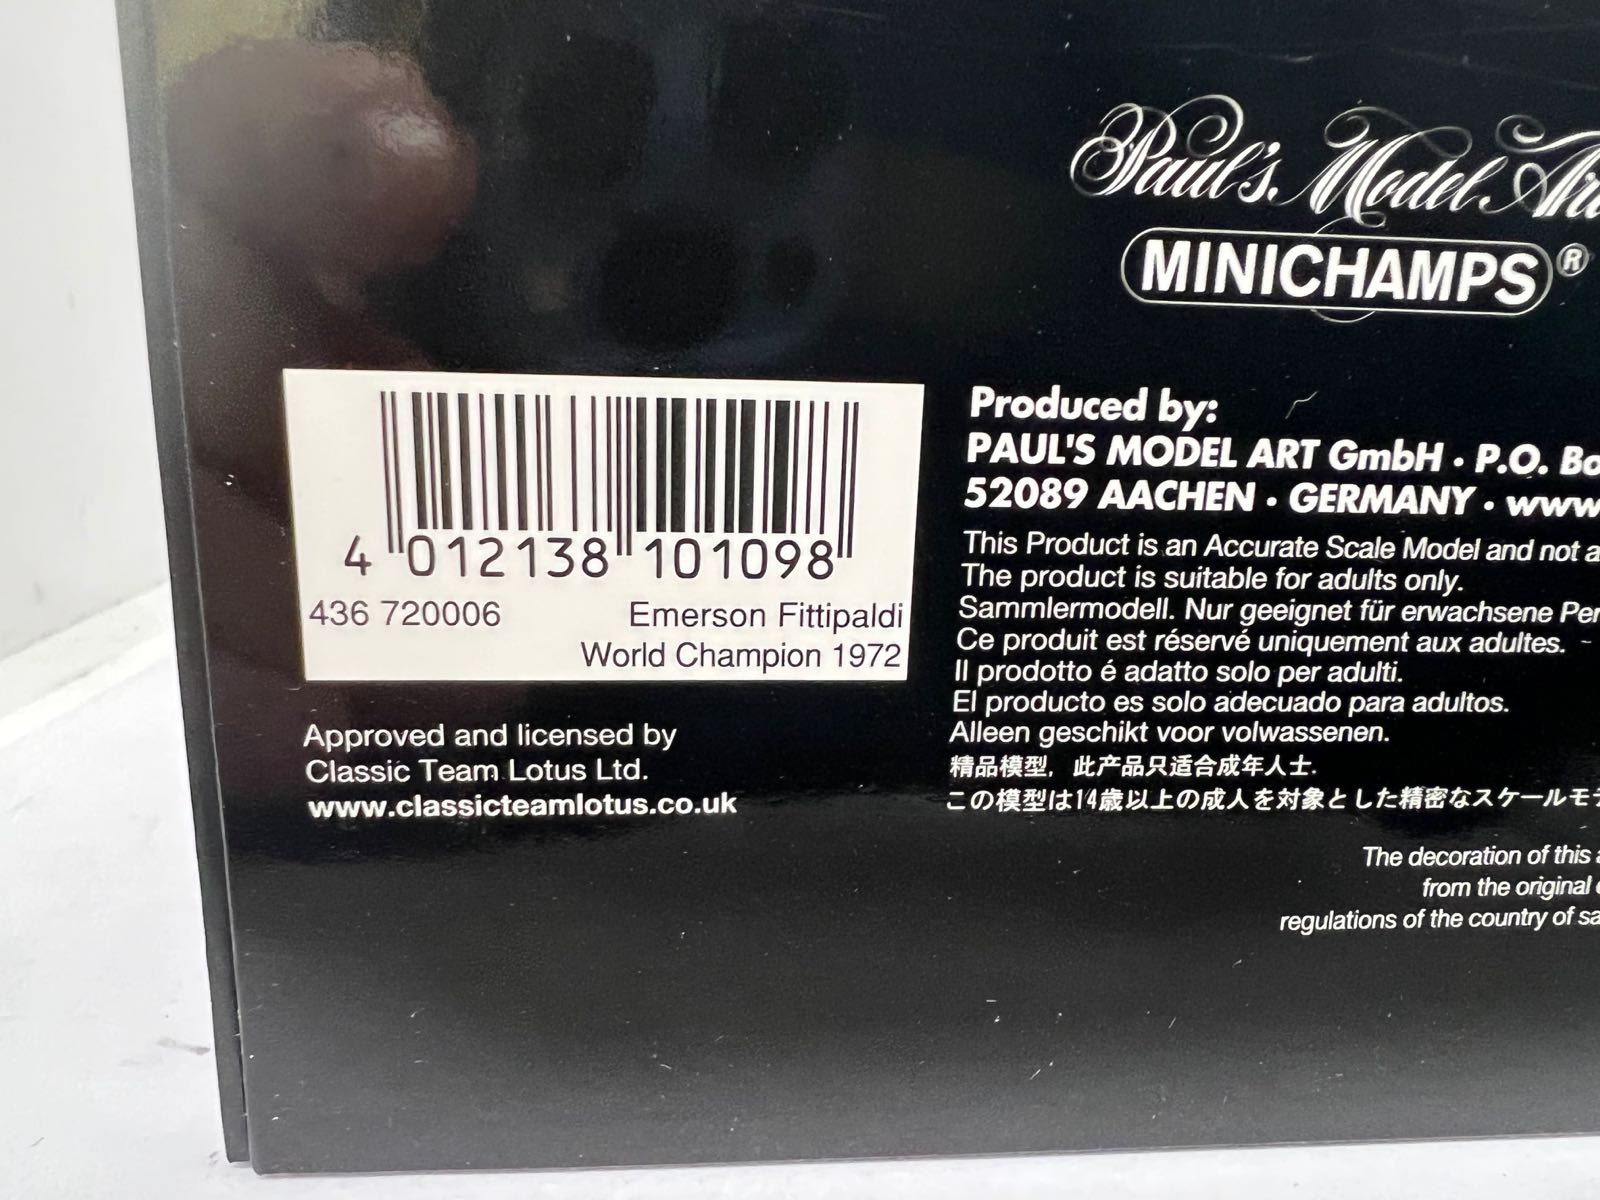 Paul's Model
MINICHAMPS®
4 012138 101098
436 720006 Emerson Fittipaldi
World Champion 1972
Approved and licensed by
Classic Team Lotus Ltd.
www.classicteamlotus.co.uk
Produced by:
PAUL'S MODEL ART GmbH · P.O.
52089 AACHEN · GERMANY · www
This Product is an Accurate Scale Model and not
The product is suitable for adults only.
Sammlermodell. Nur geeignet für erwachsene
Ce produit est réservé uniquement aux adultes.
Il prodotto é adatto solo per adulti.
El producto es solo adecuado para adultos.
Alleen geschikt voor volwassenen.
精品模型，此产品只适合成年人士.
この模型は14歳以上の成人を対象とした精密なスケールモ
The decoration of this
from the original
regulations of the country of